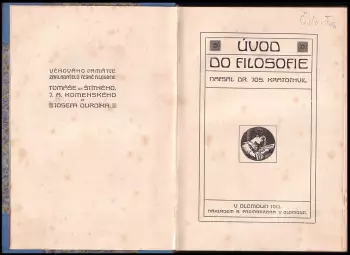 VĚNOVÁNO PAMÁTCE
ZAKLADATELŮ ČESKÉ FILOSOFIE
TOMÁŠE ZE ŠTÍTNÉHO,
J. A. KOMENSKÉHO
A
JOSEFA DURDÍKA.
ÚVOD
DO FILOSOFIE
NAPSAL DR. JOS. KRATOCHVIL.
V OLOMOUCI 1911.
NÁKLADEM R. PROMBERGRA V OLOMOUCI.